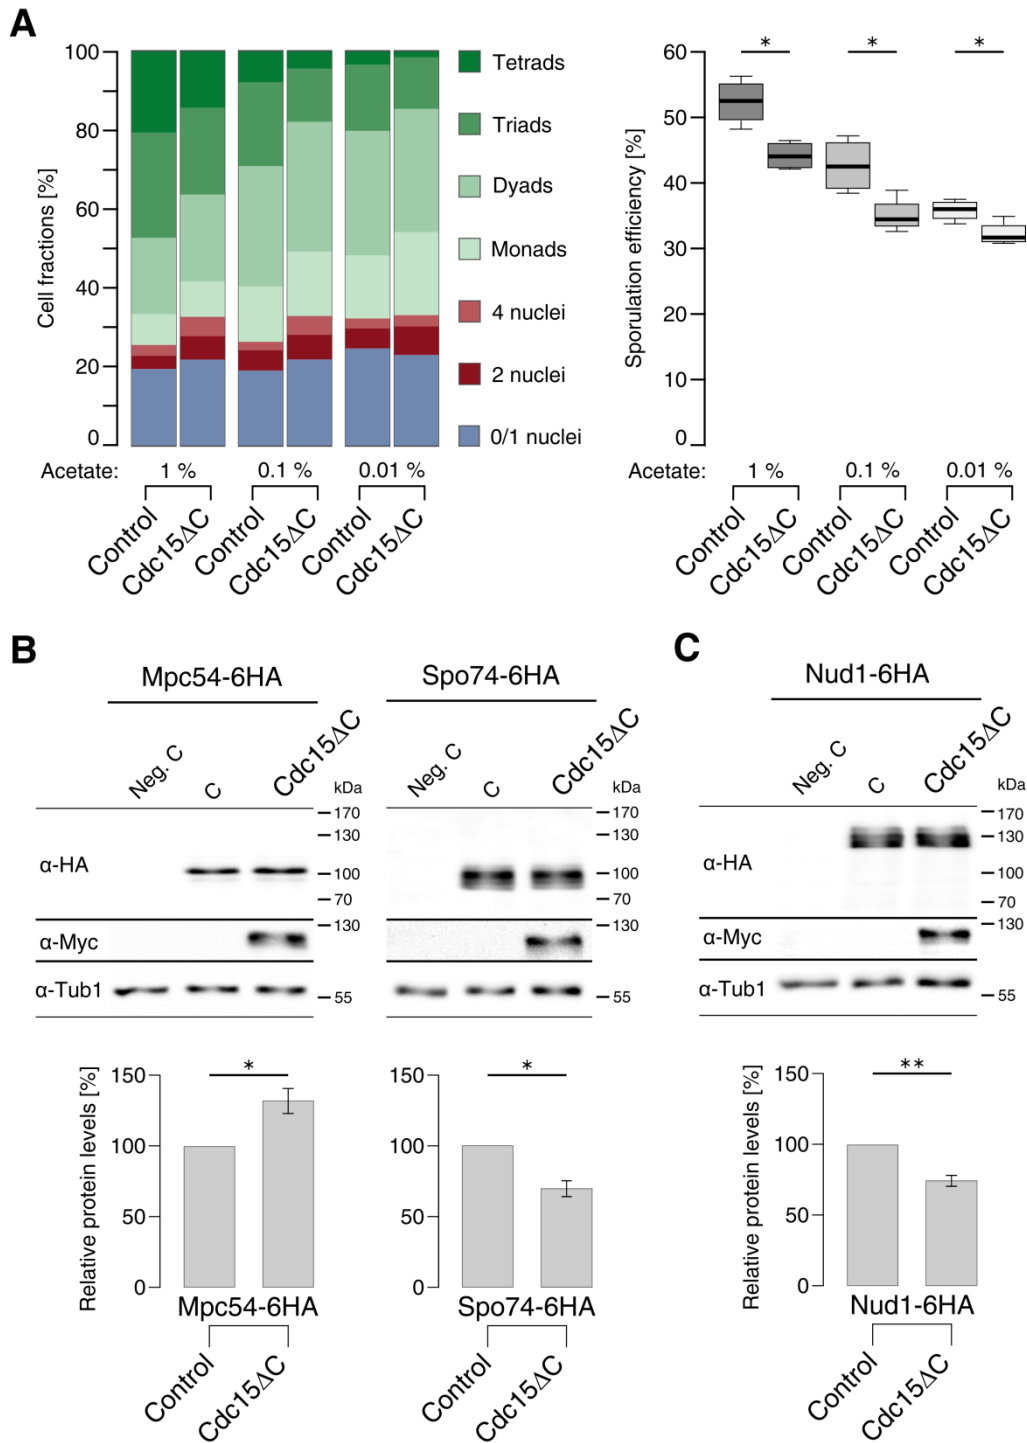 A
Cell fractions [%]
100
80
60
40
20
0
Tetrads
Triads
Dyads
Monads
4 nuclei
2 nuclei
0/1 nuclei
Acetate: 1 % 0.1 % 0.01 %
Control Cdc15ΔC Control Cdc15ΔC Control Cdc15ΔC
Sporulation efficiency [%]
60
50
40
30
20
10
0
* * *
Acetate: 1 % 0.1 % 0.01 %
Control Cdc15ΔC Control Cdc15ΔC Control Cdc15ΔC
B
Mpc54-6HA
Neg. C C Cdc15ΔC
kDa
170
130
α-HA
100
70
130
α-Myc
α-Tub1
55
Spo74-6HA
Neg. C C Cdc15ΔC
kDa
170
130
100
70
130
55
Relative protein levels [%]
150
100
50
0
*
Mpc54-6HA
Control Cdc15ΔC
150
100
50
0
*
Spo74-6HA
Control Cdc15ΔC
C
Nud1-6HA
Neg. C C Cdc15ΔC
kDa
170
130
α-HA
100
70
130
α-Myc
α-Tub1
55
Relative protein levels [%]
150
100
50
0
**
Nud1-6HA
Control Cdc15ΔC